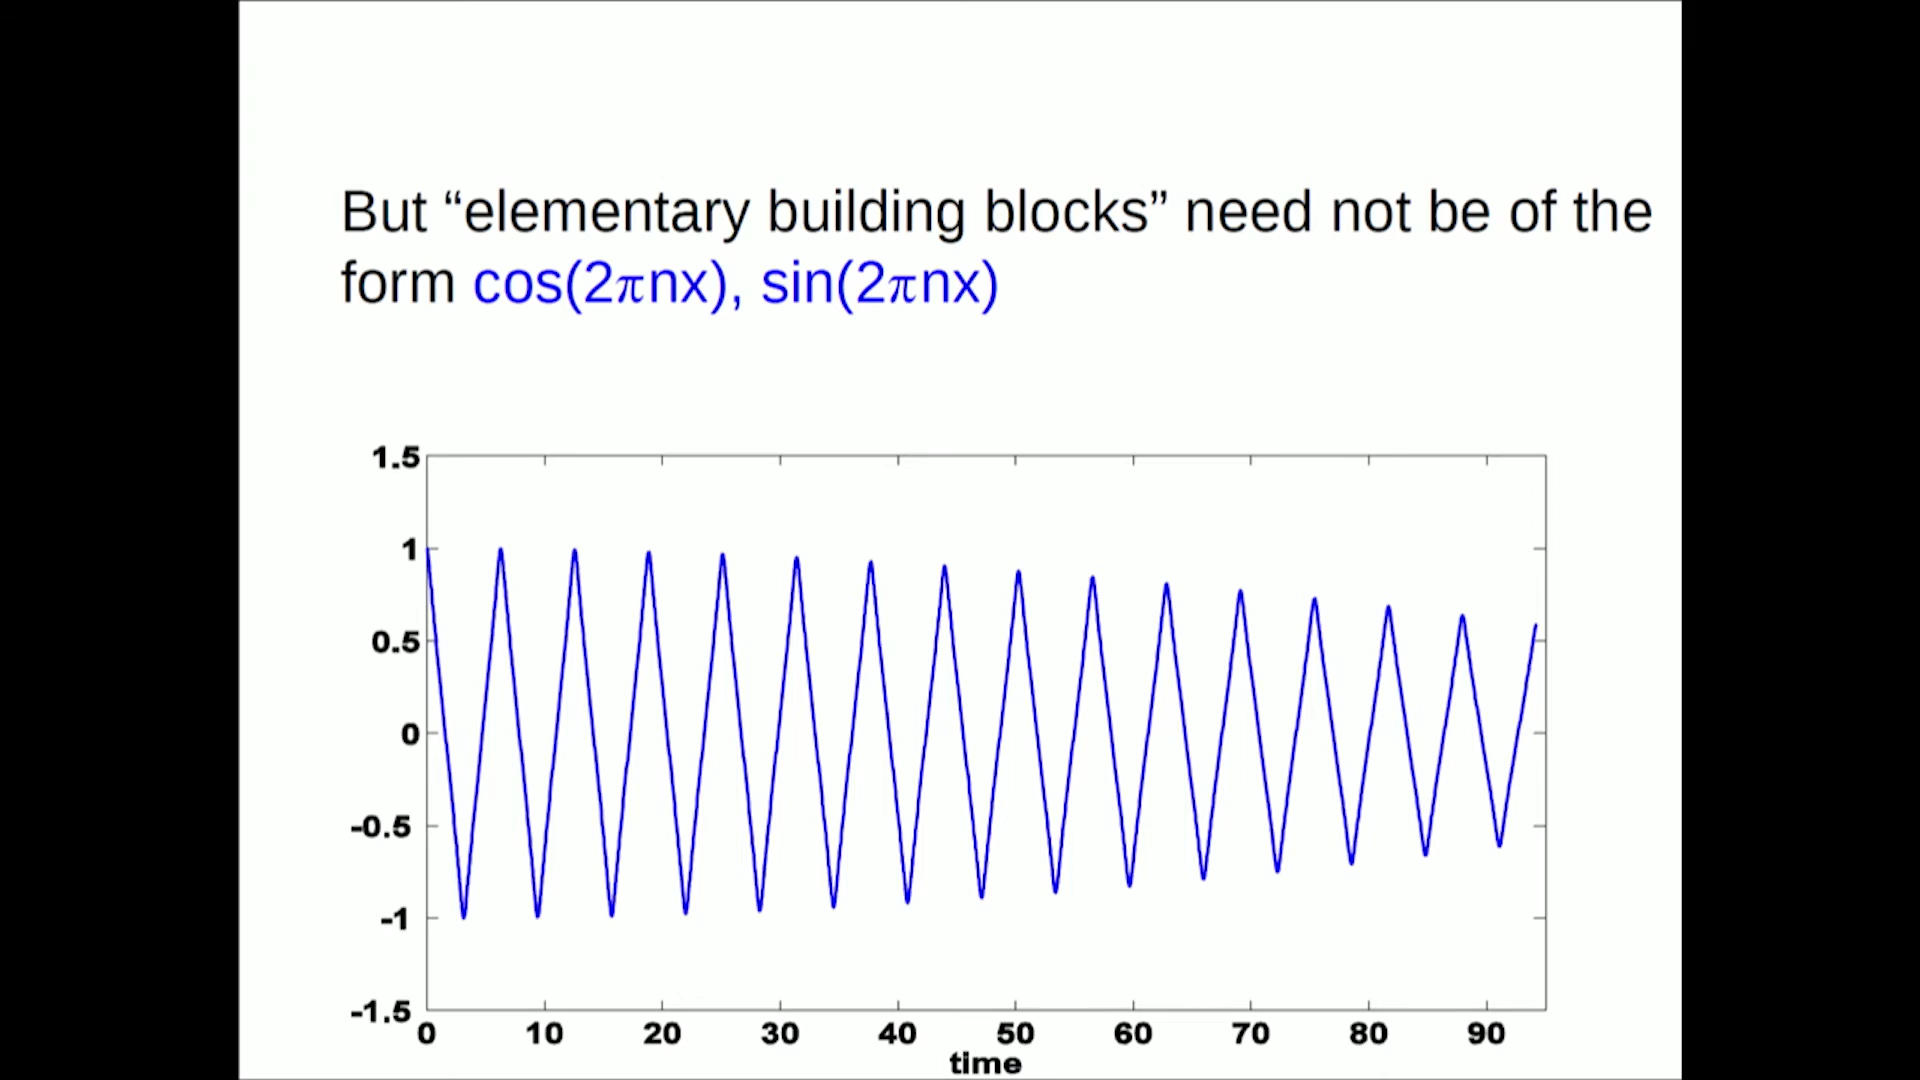 But “elementary building blocks” need not be of the
form cos(2πnx), sin(2πnx)
1.5
1
0.5
0
-0.5
-1
-1.5
0 10 20 30 40 50 60 70 80 90
time